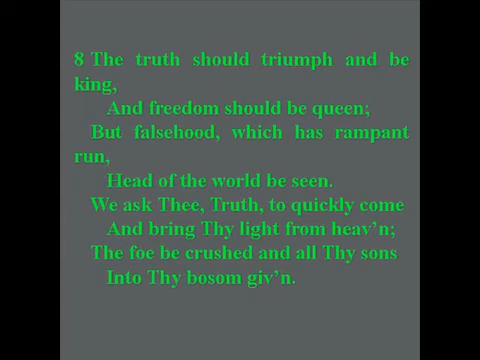 8 The truth should triumph and be
king,
And freedom should be queen;
But falsehood, which has rampant
run,
Head of the world be seen.
We ask Thee, Truth, to quickly come
And bring Thy light from heav’n;
The foe be crushed and all Thy sons
Into Thy bosom giv’n.